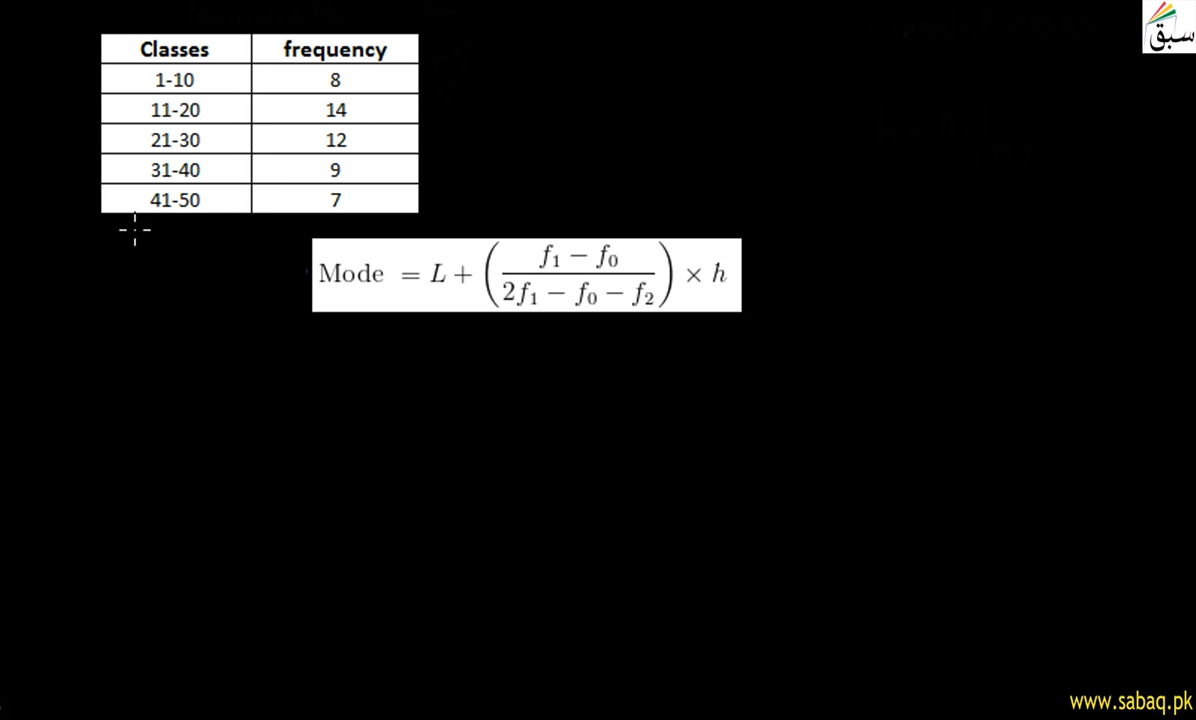 سبق
Classes frequency
1-10 8
11-20 14
21-30 12
31-40 9
41-50 7
Mode = L + ( (f₁ − f₀) / (2f₁ − f₀ − f₂) ) × h
www.sabaq.pk